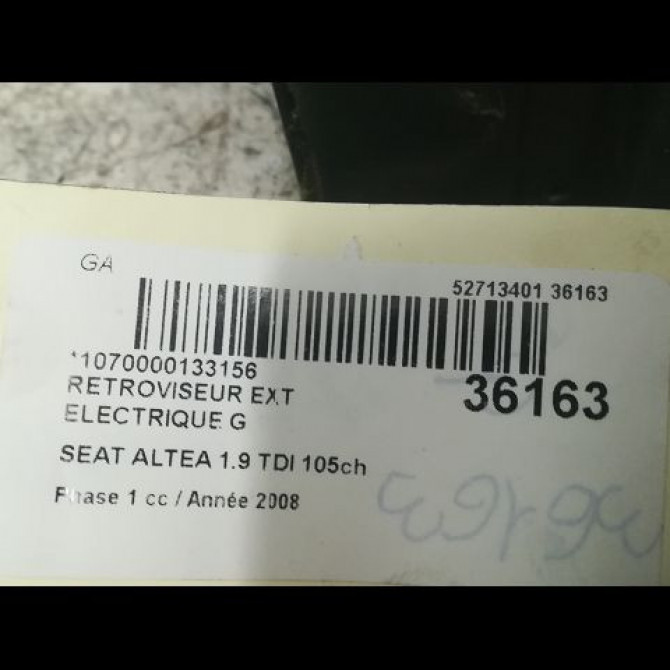 GA
52713401 36163
*1070000133156
36163
RETROVISEUR EXT
ELECTRIQUE G
SEAT ALTEA 1.9 TDI 105ch
Phase 1 cc / Année 2008
36163